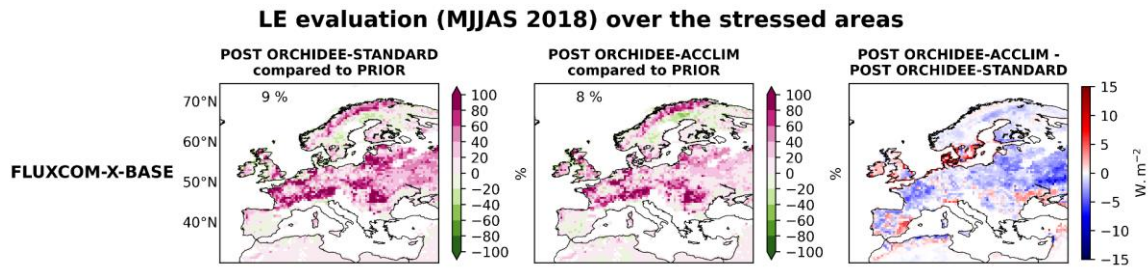 LE evaluation (MJJAS 2018) over the stressed areas
POST ORCHIDEE-STANDARD
compared to PRIOR
POST ORCHIDEE-ACCLIM
compared to PRIOR
POST ORCHIDEE-ACCLIM -
POST ORCHIDEE-STANDARD
FLUXCOM-X-BASE
70°N
60°N
50°N
40°N
9 %
100
80
60
40
20
0
−20
−40
−60
−80
−100
%
8 %
100
80
60
40
20
0
−20
−40
−60
−80
−100
%
15
10
5
0
−5
−10
−15
W. m⁻²